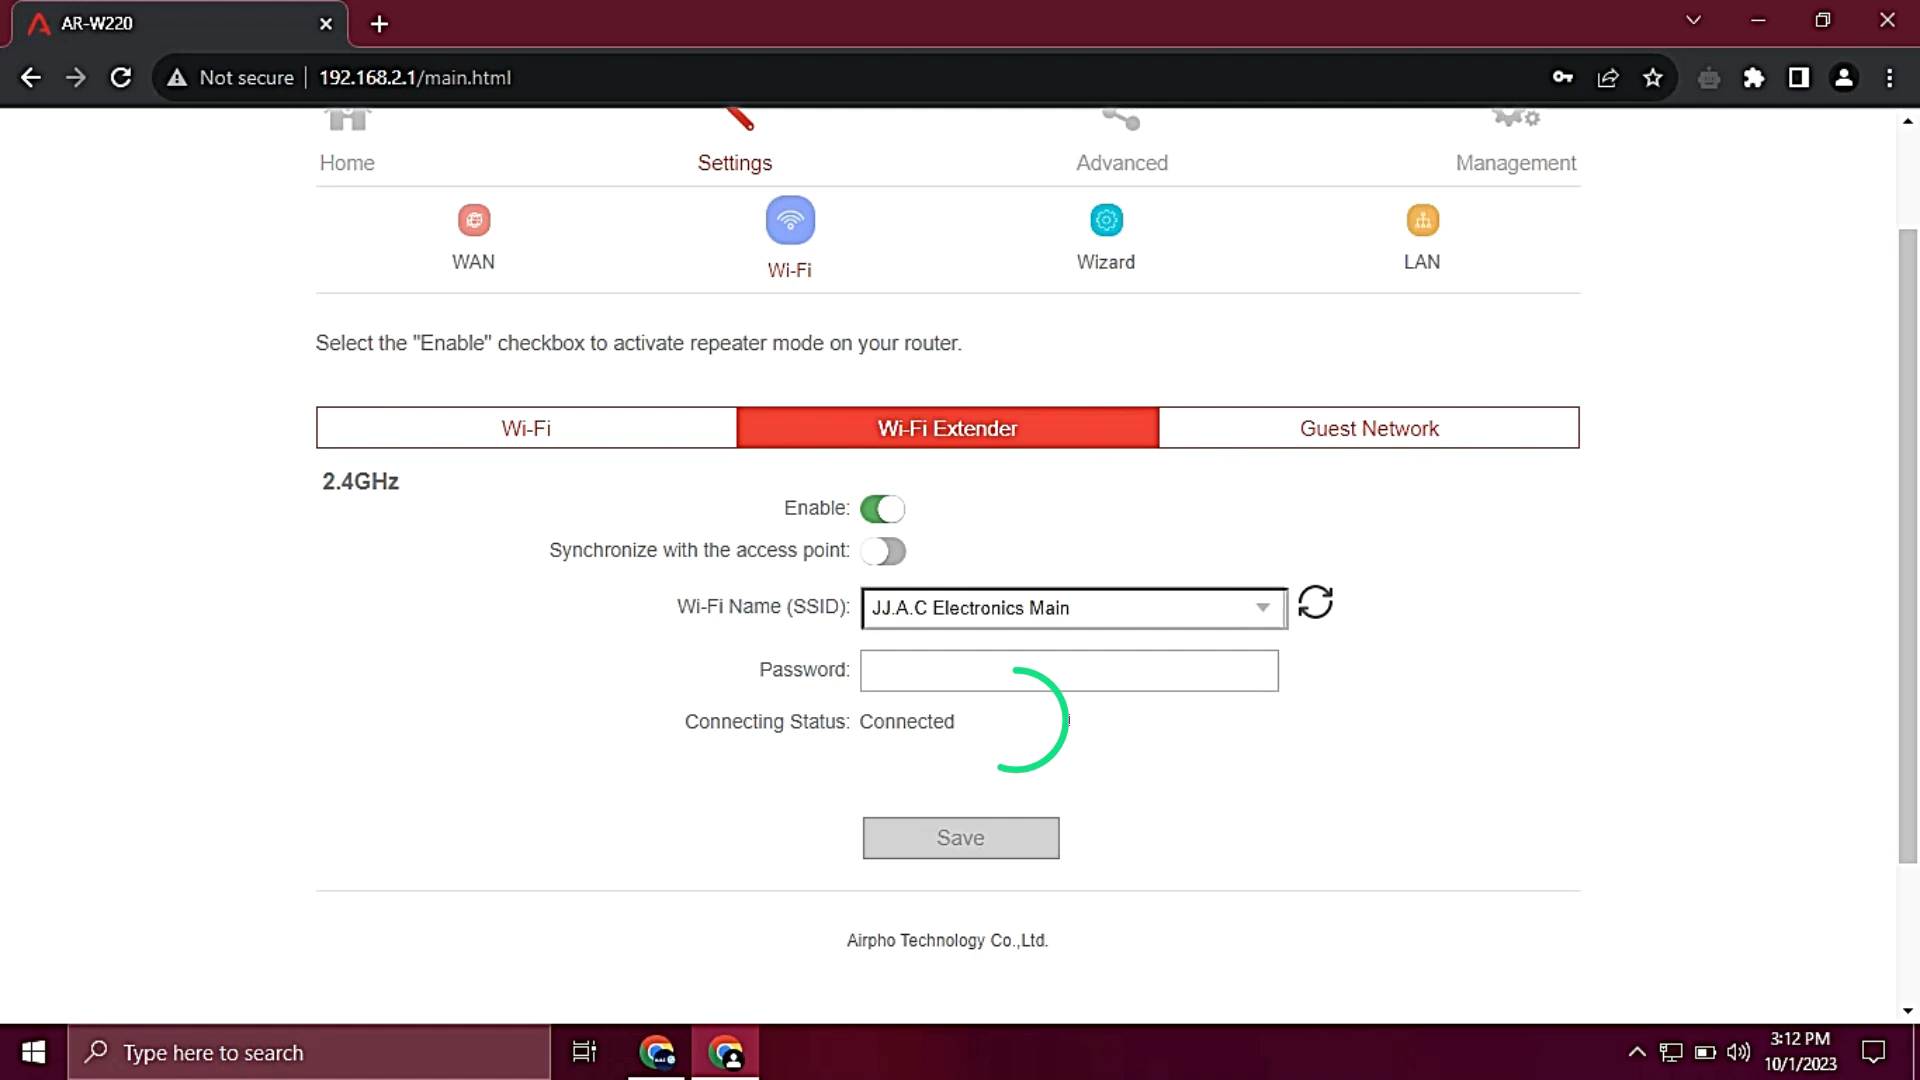 AR-W220
Not secure 192.168.2.1/main.html
Home Settings Advanced Management
WAN Wi-Fi Wizard LAN
Select the "Enable" checkbox to activate repeater mode on your router.
Wi-Fi Wi-Fi Extender Guest Network
2.4GHz
Enable:
Synchronize with the access point:
Wi-Fi Name (SSID): JJ.A.C Electronics Main
Password:
Connecting Status: Connected
Save
Airpho Technology Co.,Ltd.
Type here to search
3:12 PM
10/1/2023